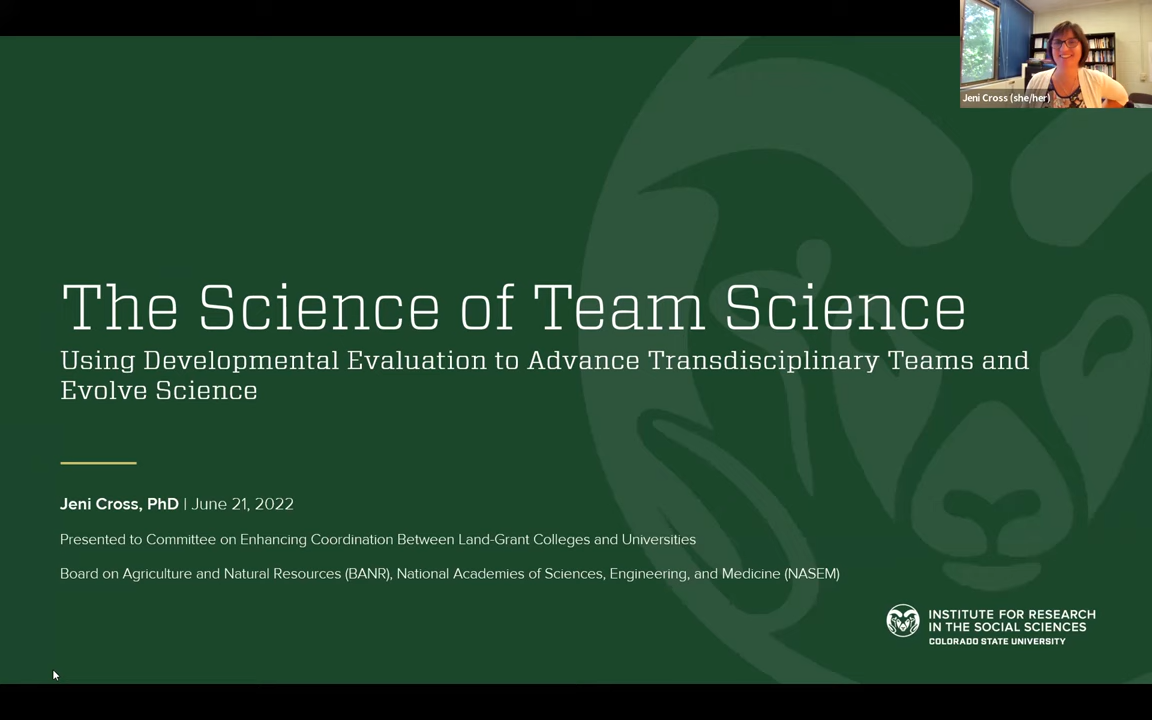 Jeni Cross (she/her)
The Science of Team Science
Using Developmental Evaluation to Advance Transdisciplinary Teams and
Evolve Science
Jeni Cross, PhD | June 21, 2022
Presented to Committee on Enhancing Coordination Between Land-Grant Colleges and Universities
Board on Agriculture and Natural Resources (BANR), National Academies of Sciences, Engineering, and Medicine (NASEM)
INSTITUTE FOR RESEARCH
IN THE SOCIAL SCIENCES
COLORADO STATE UNIVERSITY